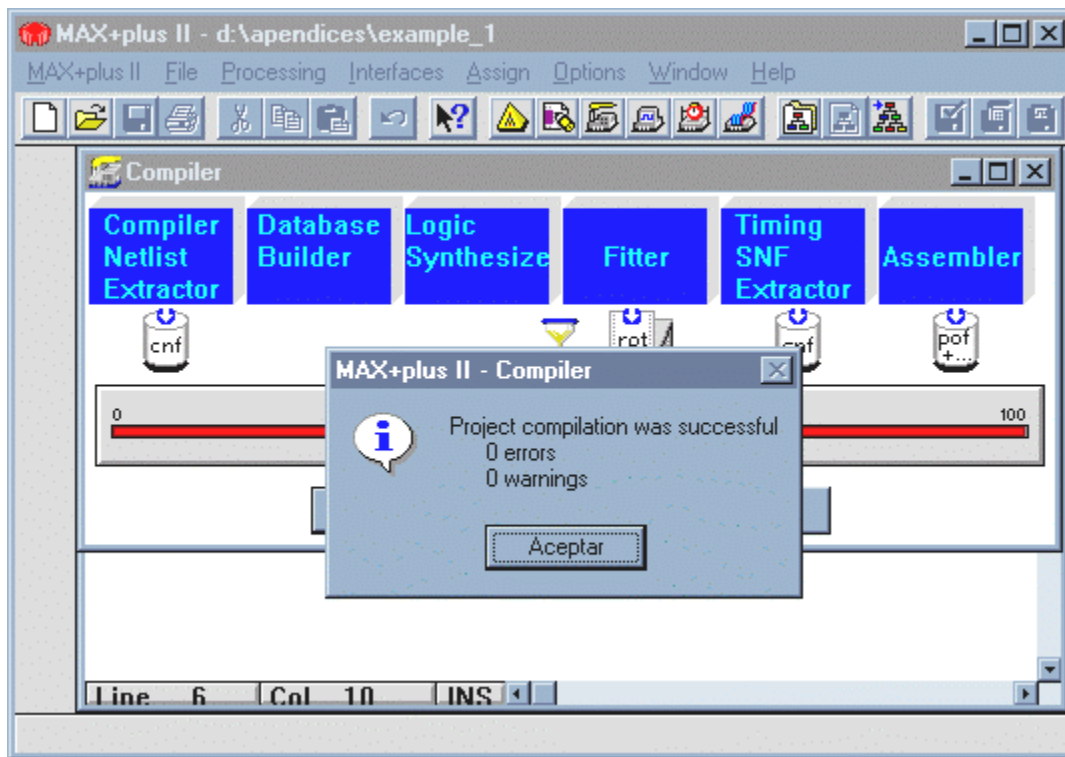 MAX+plus II - d:\apendices\example_1
MAX+plus II File Processing Interfaces Assign Options Window Help
Compiler
Compiler Netlist Extractor
Database Builder
Logic Synthesize
Fitter
Timing SNF Extractor
Assembler
cnf
rpt
cnf
pof +...
0
100
MAX+plus II - Compiler
Project compilation was successful
0 errors
0 warnings
Aceptar
Line 6 Col 10 INS